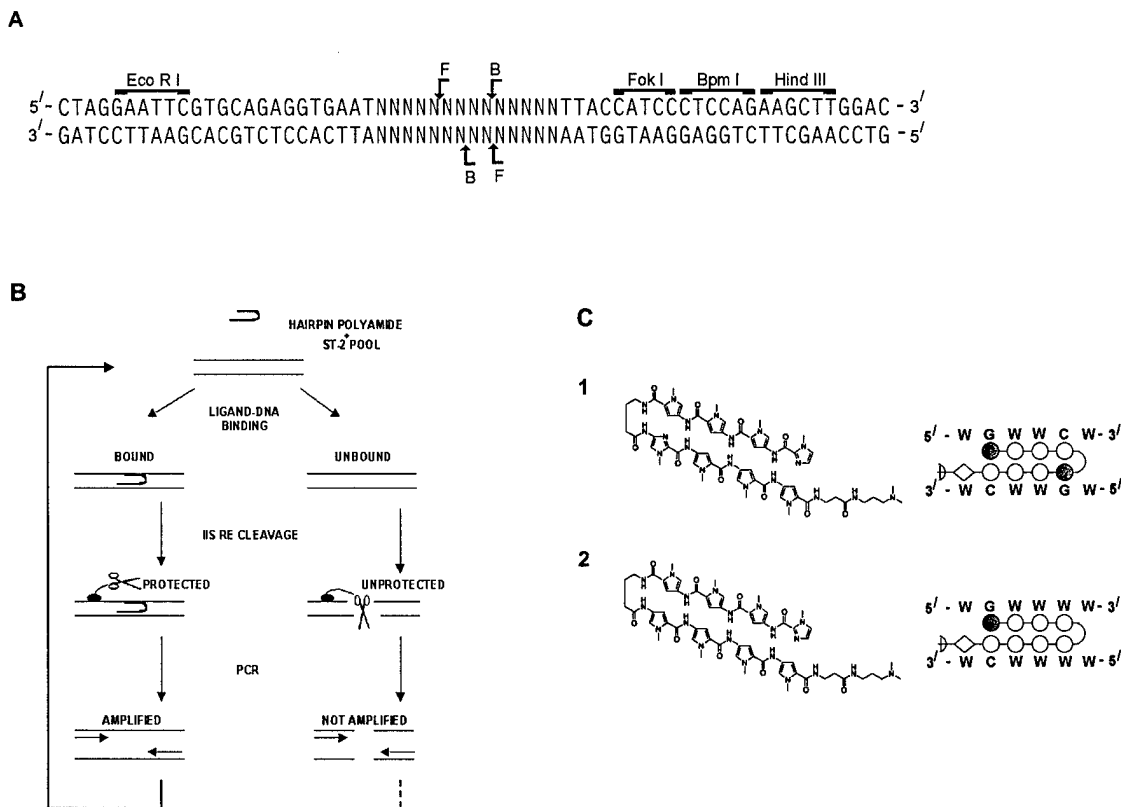 A
Eco R I
F
B
Fok I
Bpm I
Hind III
5/- CTAGGAATTCGTGCAGAGGTGAATNNNNNNNNNNNNNNTTACCATCCCTCCAGAAGCTTGGAC - 3/
3/- GATCCTTAAGCACGTCTCCACTTANNNNNNNNNNNNNNAATGGTAAGGAGGTCTTCGAACCTG - 5/
B
F
B
HAIRPIN POLYAMIDE
+
ST-2 POOL
LIGAND-DNA
BINDING
BOUND
UNBOUND
IIS RE CLEAVAGE
PROTECTED
UNPROTECTED
PCR
AMPLIFIED
NOT AMPLIFIED
C
1
5/ - W G W W C W - 3/
3/ - W C W W G W - 5/
2
5/ - W G W W W W - 3/
3/ - W C W W W W - 5/